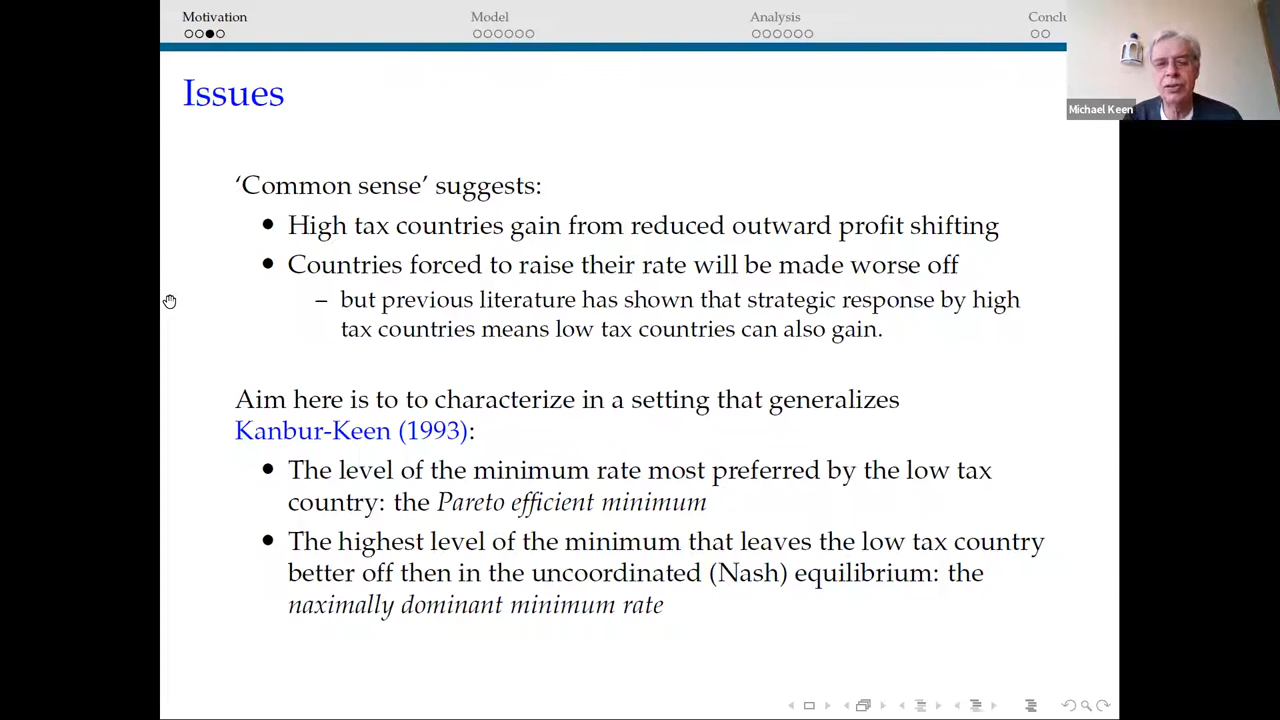 Motivation
Model
Analysis
Conclu
Michael Keen
Issues
‘Common sense’ suggests:
• High tax countries gain from reduced outward profit shifting
• Countries forced to raise their rate will be made worse off
– but previous literature has shown that strategic response by high
tax countries means low tax countries can also gain.
Aim here is to to characterize in a setting that generalizes
Kanbur-Keen (1993):
• The level of the minimum rate most preferred by the low tax
country: the Pareto efficient minimum
• The highest level of the minimum that leaves the low tax country
better off then in the uncoordinated (Nash) equilibrium: the
naximally dominant minimum rate